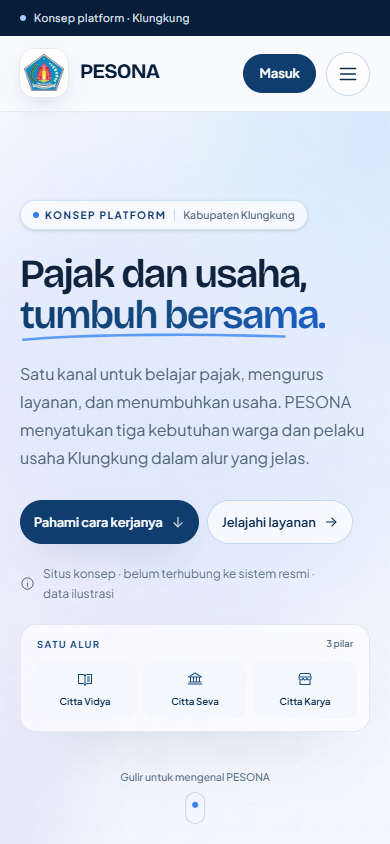 Konsep platform · Klungkung
PESONA
Masuk
KONSEP PLATFORM
Kabupaten Klungkung
Pajak dan usaha,
tumbuh bersama.
Satu kanal untuk belajar pajak, mengurus
layanan, dan menumbuhkan usaha. PESONA
menyatukan tiga kebutuhan warga dan pelaku
usaha Klungkung dalam alur yang jelas.
Pahami cara kerjanya ↓
Jelajahi layanan →
Situs konsep · belum terhubung ke sistem resmi ·
data ilustrasi
SATU ALUR
3 pilar
Citta Vidya
Citta Seva
Citta Karya
Gulir untuk mengenal PESONA